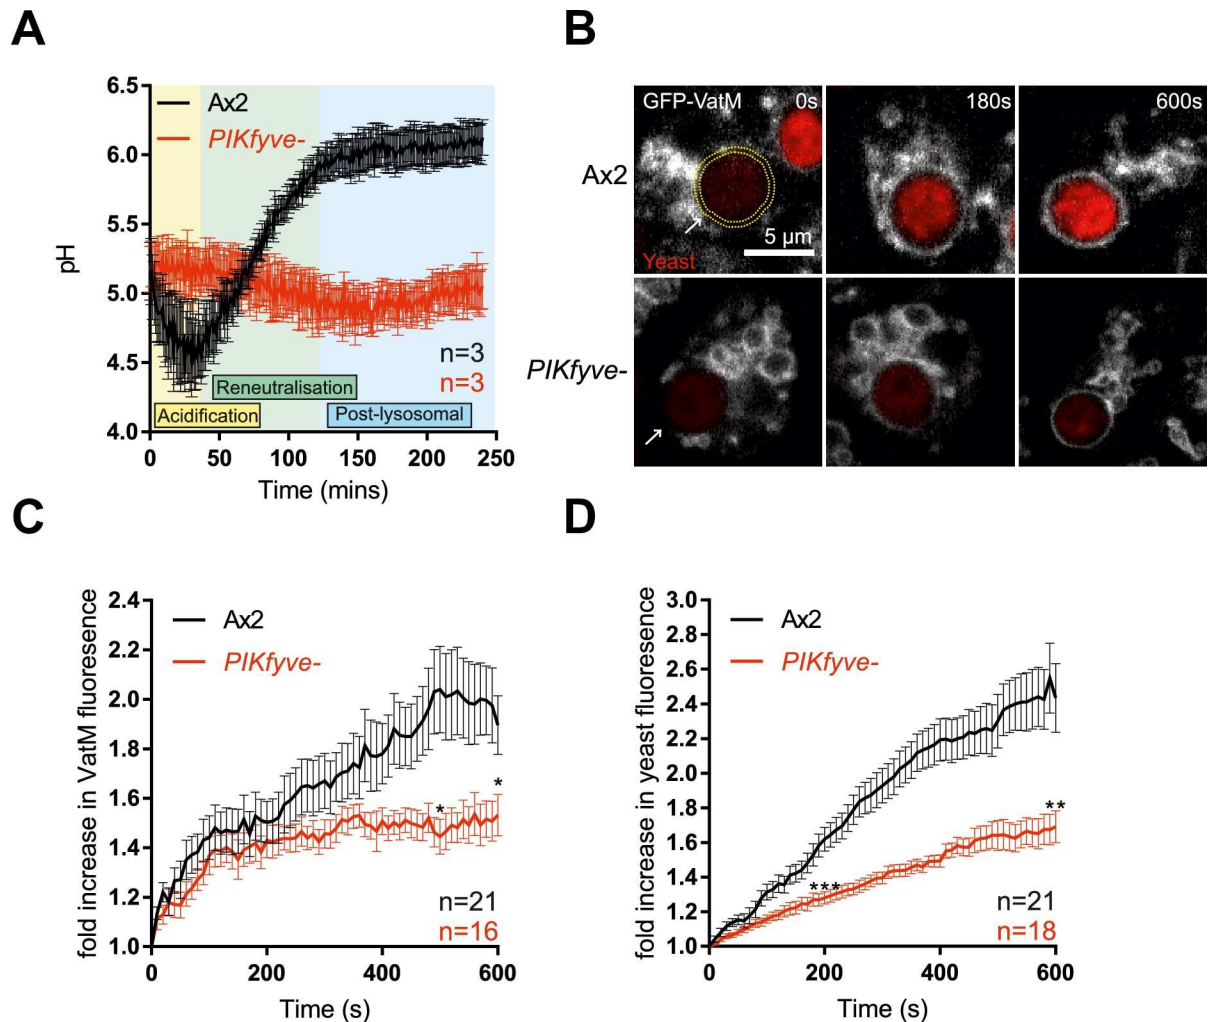 A
6.5
6.0
5.5
5.0
4.5
4.0
pH
Ax2
PIKfyve-
n=3
n=3
Reneutralisation
Acidification
Post-lysosomal
0
50
100
150
200
250
Time (mins)
B
GFP-VatM
0s
180s
600s
Ax2
Yeast
5 µm
PIKfyve-
C
2.4
2.2
2.0
1.8
1.6
1.4
1.2
1.0
fold increase in VatM fluoresence
Ax2
PIKfyve-
*
*
n=21
n=16
0
200
400
600
Time (s)
D
3.0
2.8
2.6
2.4
2.2
2.0
1.8
1.6
1.4
1.2
1.0
fold increase in yeast fluoresence
Ax2
PIKfyve-
***
**
n=21
n=18
0
200
400
600
Time (s)